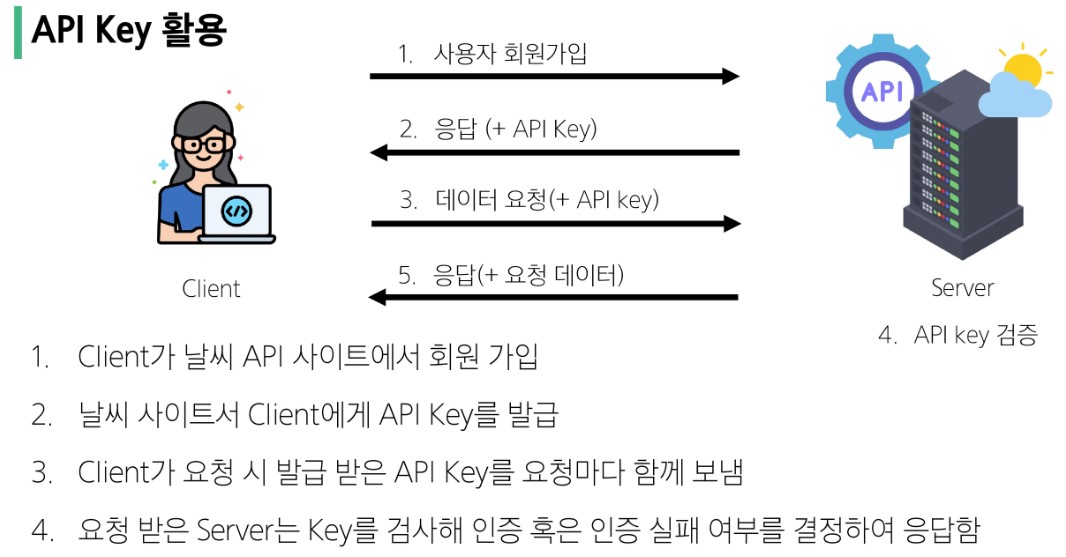 API Key 활용
1. 사용자 회원가입
API
2. 응답 (+ API Key)
3. 데이터 요청(+ API key)
</>
5. 응답(+ 요청 데이터)
Client
Server
4. API key 검증
1. Client가 날씨 API 사이트에서 회원 가입
2. 날씨 사이트서 Client에게 API Key를 발급
3. Client가 요청 시 발급 받은 API Key를 요청마다 함께 보냄
4. 요청 받은 Server는 Key를 검사해 인증 혹은 인증 실패 여부를 결정하여 응답함